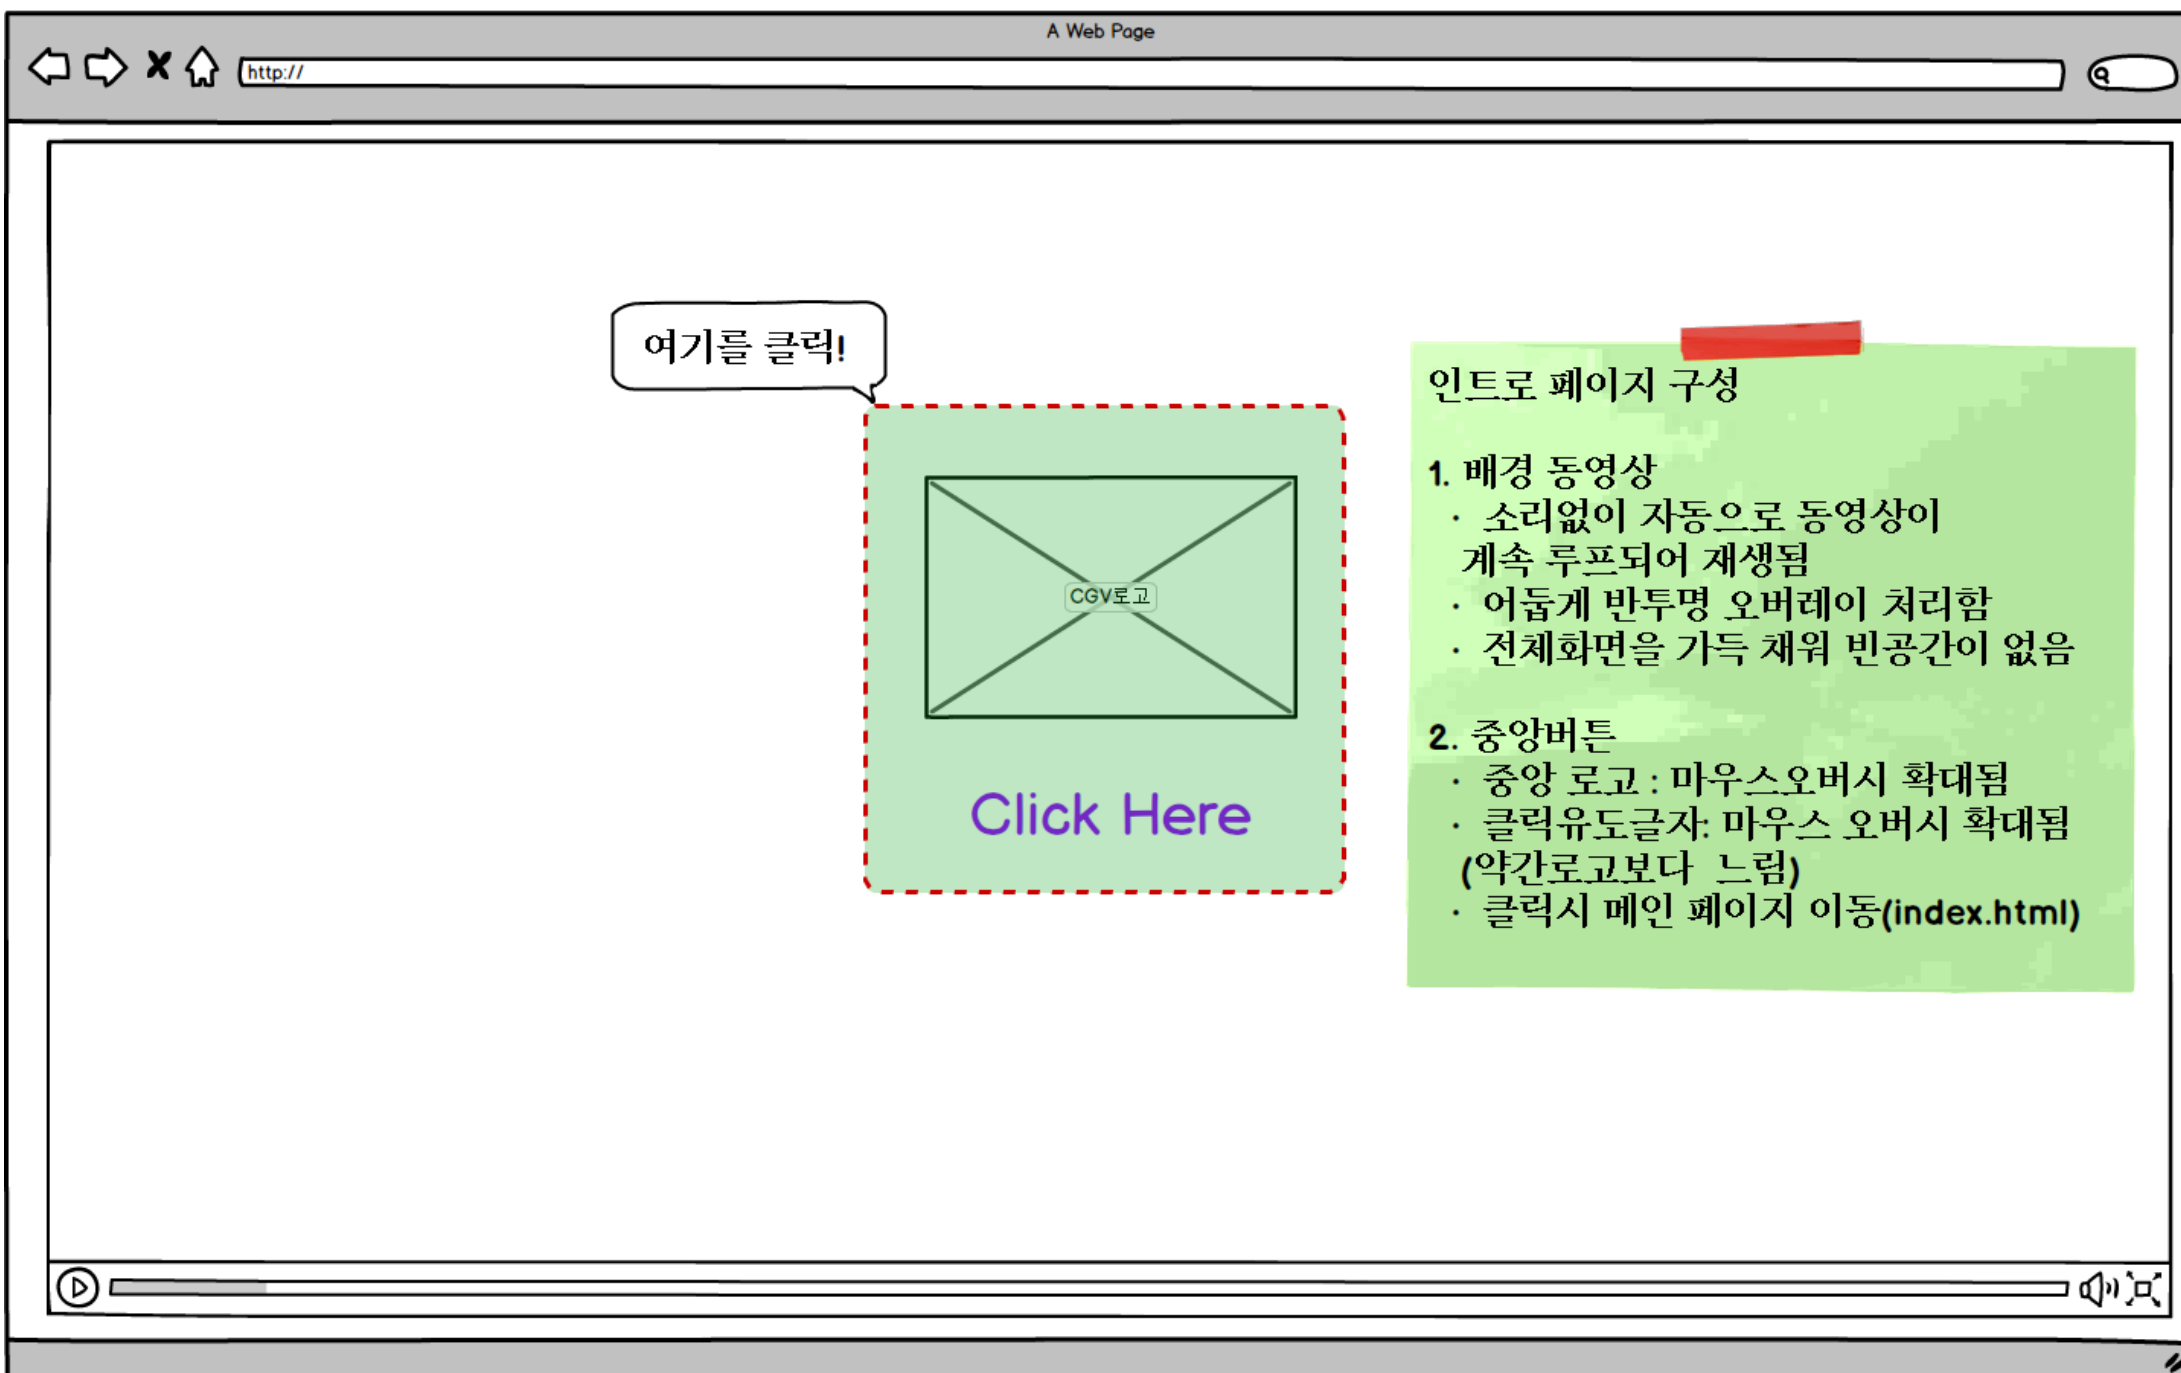 A Web Page
http://
여기를 클릭!
CGV로고
Click Here
인트로 페이지 구성
1. 배경 동영상
· 소리없이 자동으로 동영상이
계속 루프되어 재생됨
· 어둡게 반투명 오버레이 처리함
· 전체화면을 가득 채워 빈공간이 없음
2. 중앙버튼
· 중앙 로고 : 마우스오버시 확대됨
· 클릭유도글자: 마우스 오버시 확대됨
(약간로고보다 느림)
· 클릭시 메인 페이지 이동(index.html)